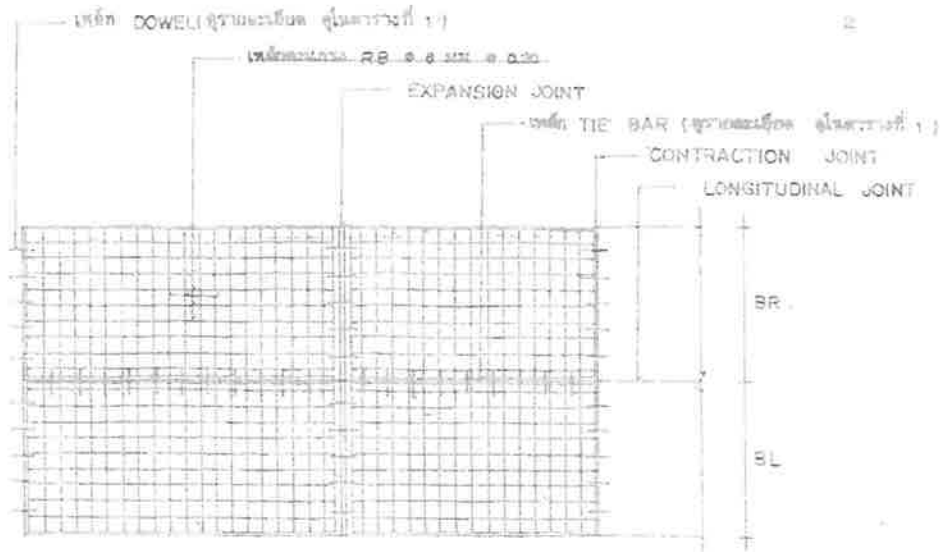 เหล็ก DOWEL (ดูรายละเอียด ดูในตารางที่ 1)
2
เหล็กตะแกรง RB ø 6 มม @ 0.20
EXPANSION JOINT
เหล็ก TIE BAR (ดูรายละเอียด ดูในตารางที่ 1)
CONTRACTION JOINT
LONGITUDINAL JOINT
BR.
BL